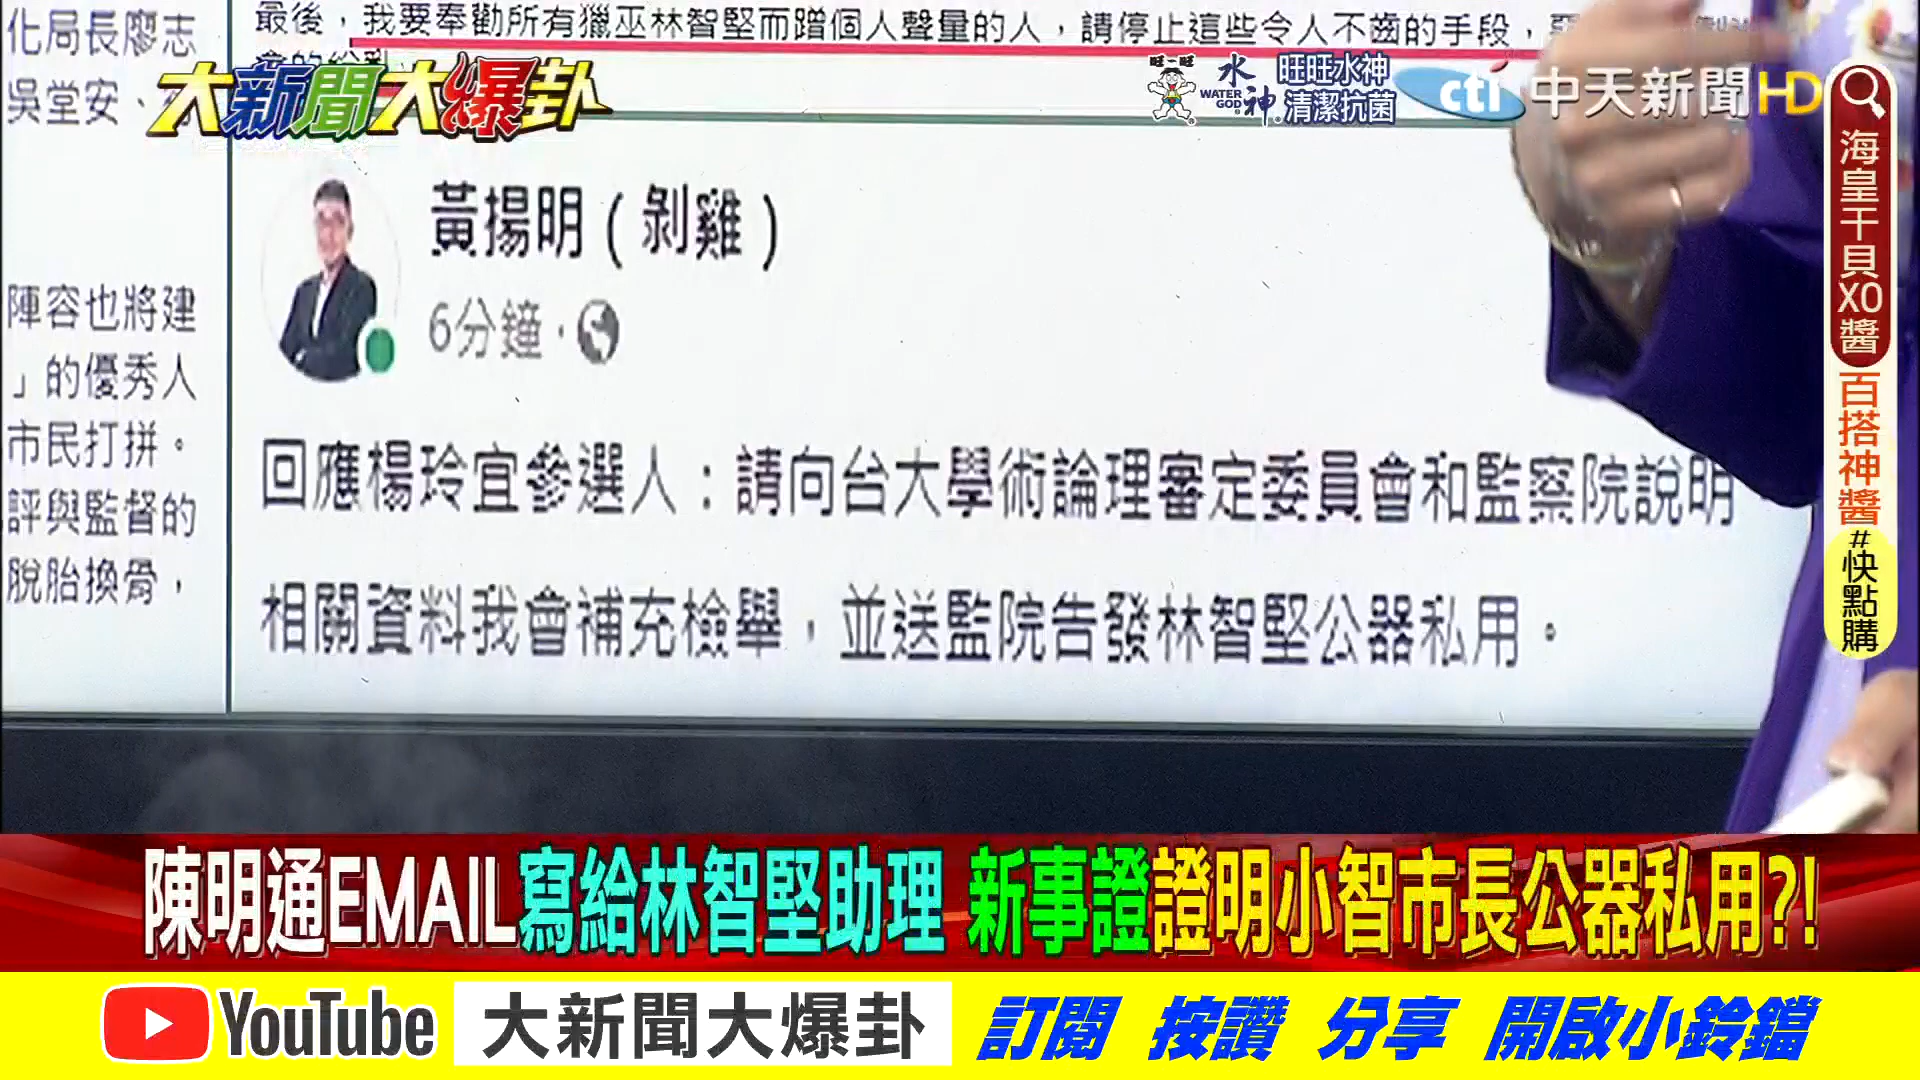 化局長廖志
吳堂安、
陣容也將建
」的優秀人
市民打拼。
評與監督的
脫胎換骨，
最後，我要奉勸所有獵巫林智堅而蹭個人聲量的人，請停止這些令人不齒的手段，
大新聞大爆卦
旺一旺
水神
WATER GOD
旺旺水神
清潔抗菌
cti 中天新聞HD
黃揚明（剝雞）
6分鐘·
回應楊玲宜參選人：請向台大學術論理審定委員會和監察院說明
相關資料我會補充檢舉，並送監院告發林智堅公器私用。
海皇干貝XO醬
百搭神醬
#快點購
陳明通EMAIL寫給林智堅助理 新事證證明小智市長公器私用?!
YouTube 大新聞大爆卦 訂閱 按讚 分享 開啟小鈴鐺